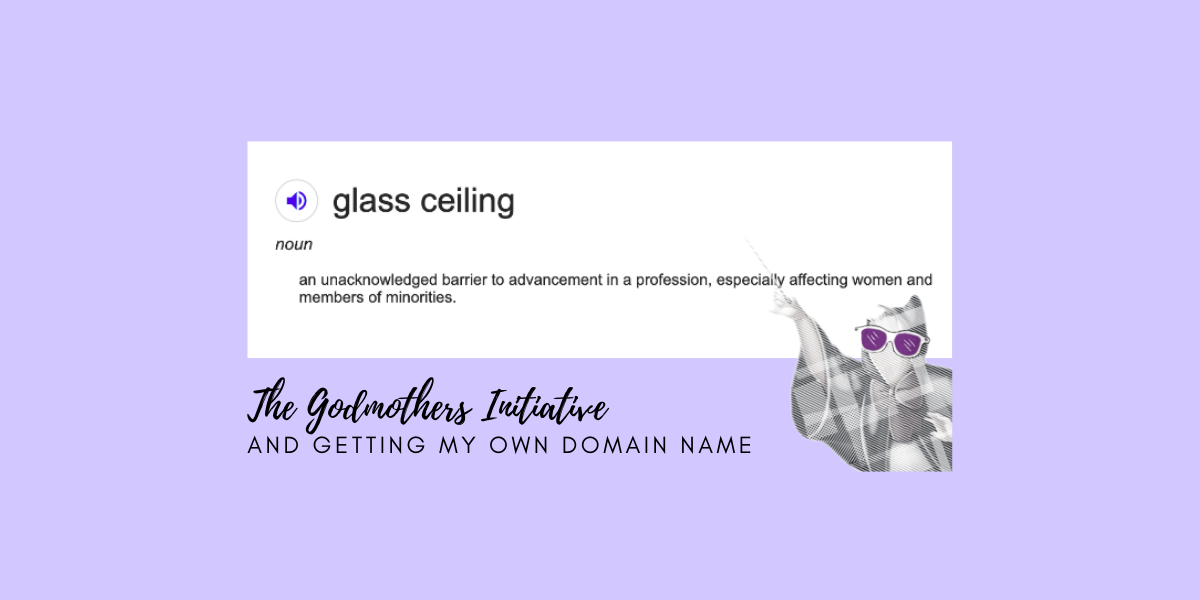 glass ceiling
noun
an unacknowledged barrier to advancement in a profession, especially affecting women and
members of minorities.
The Godmothers Initiative
AND GETTING MY OWN DOMAIN NAME